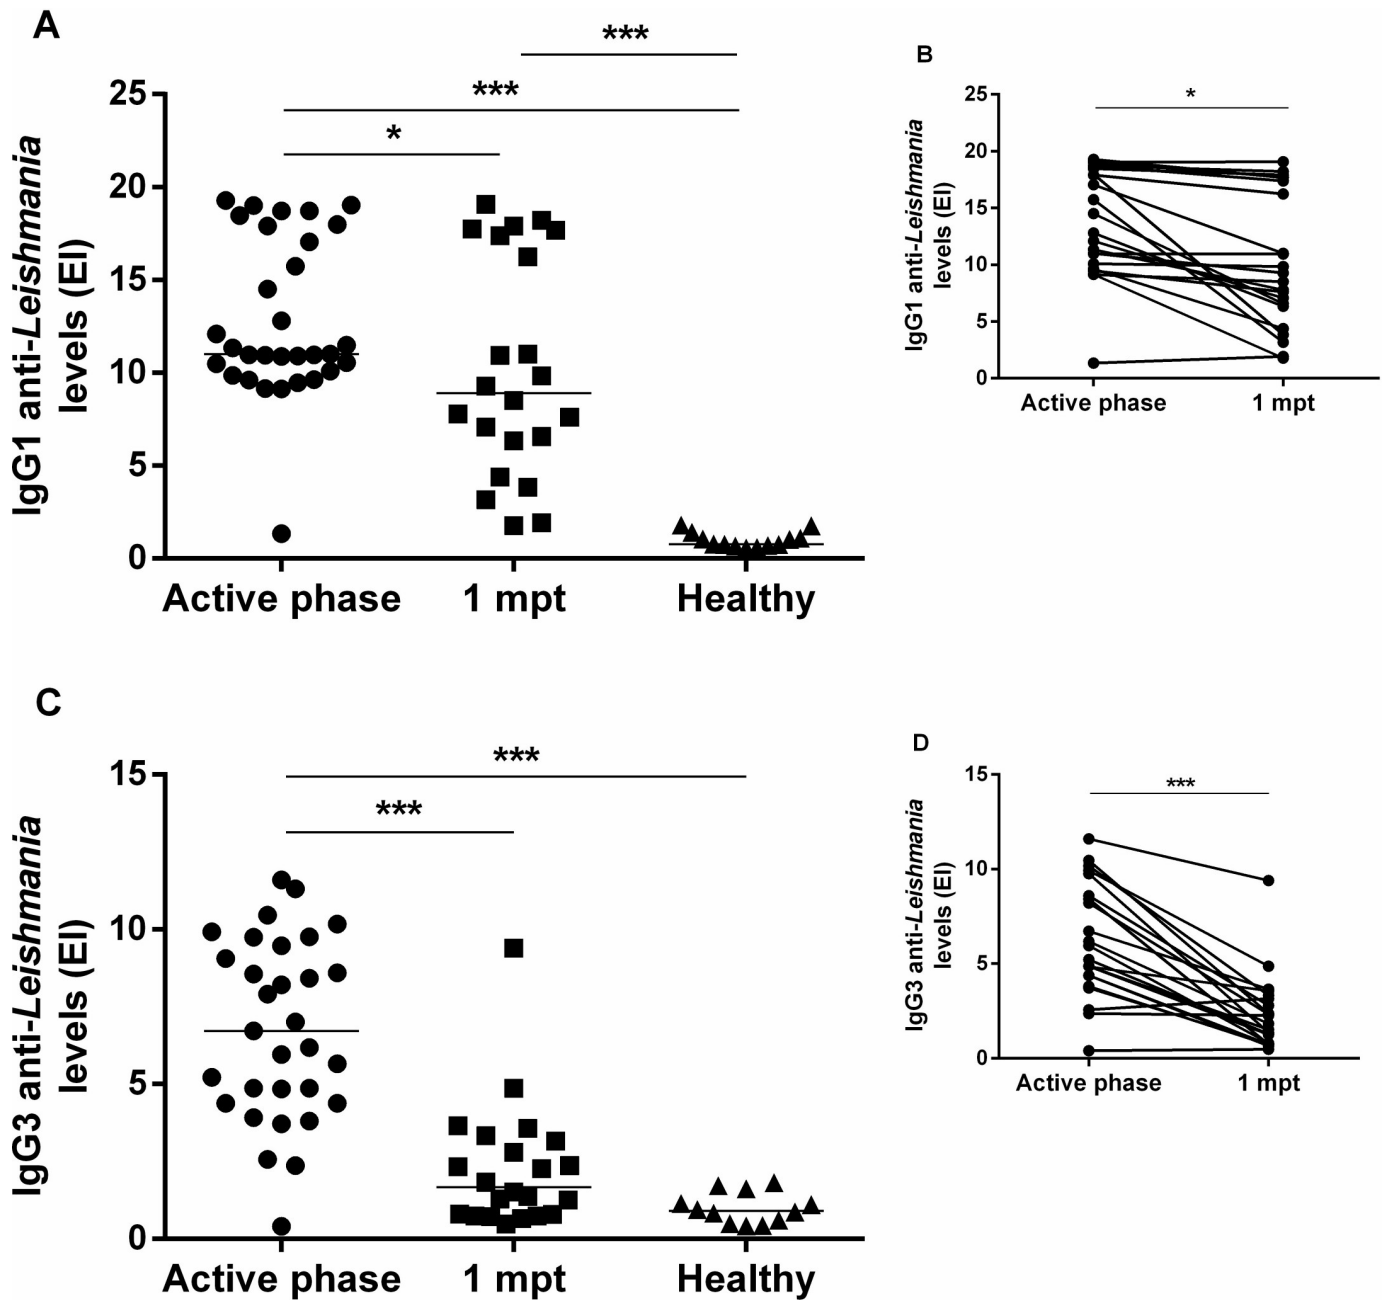 A
***
***
*
25
20
15
10
5
0
IgG1 anti-Leishmania
levels (EI)
Active phase
1 mpt
Healthy
B
*
25
20
15
10
5
0
IgG1 anti-Leishmania
levels (EI)
Active phase
1 mpt
C
***
***
15
10
5
0
IgG3 anti-Leishmania
levels (EI)
Active phase
1 mpt
Healthy
D
***
15
10
5
0
IgG3 anti-Leishmania
levels (EI)
Active phase
1 mpt